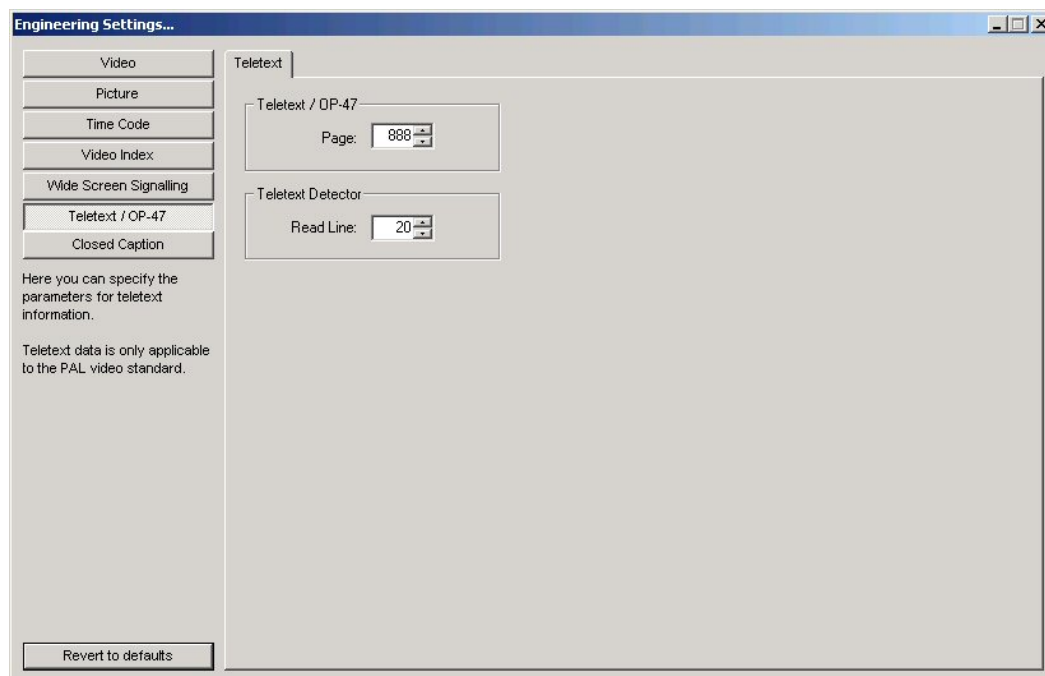 Engineering Settings...
Video
Picture
Time Code
Video Index
Wide Screen Signalling
Teletext / OP-47
Closed Caption
Here you can specify the
parameters for teletext
information.
Teletext data is only applicable
to the PAL video standard.
Revert to defaults
Teletext
Teletext / OP-47
Page: 888
Teletext Detector
Read Line: 20